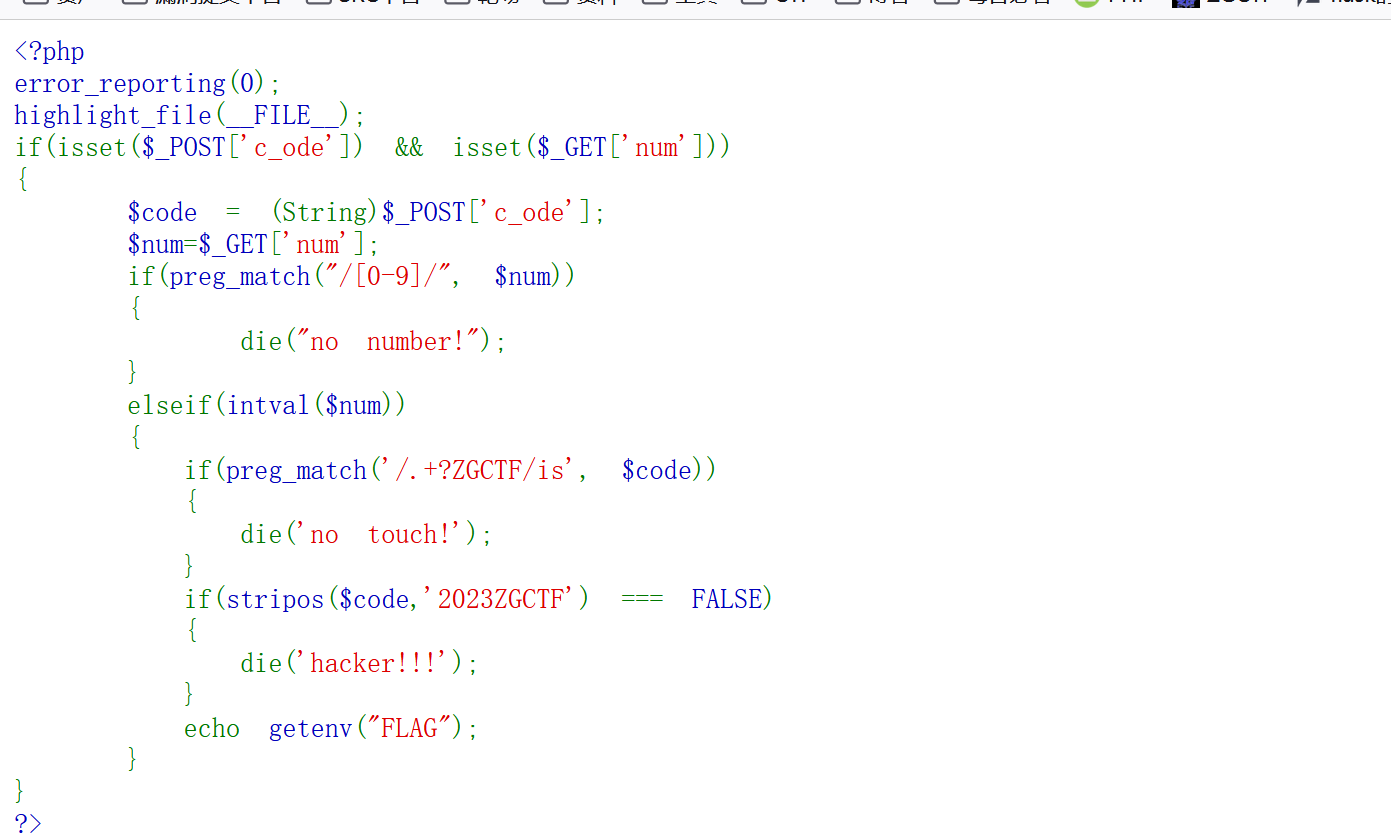 <?php
error_reporting(0);
highlight_file(__FILE__);
if(isset($_POST['c_ode']) && isset($_GET['num']))
{
$code = (String)$_POST['c_ode'];
$num=$_GET['num'];
if(preg_match("/[0-9]/", $num))
{
die("no number!");
}
elseif(intval($num))
{
if(preg_match('/.+?ZGCTF/is', $code))
{
die('no touch!');
}
if(stripos($code,'2023ZGCTF') === FALSE)
{
die('hacker!!!');
}
echo getenv("FLAG");
}
}
?>